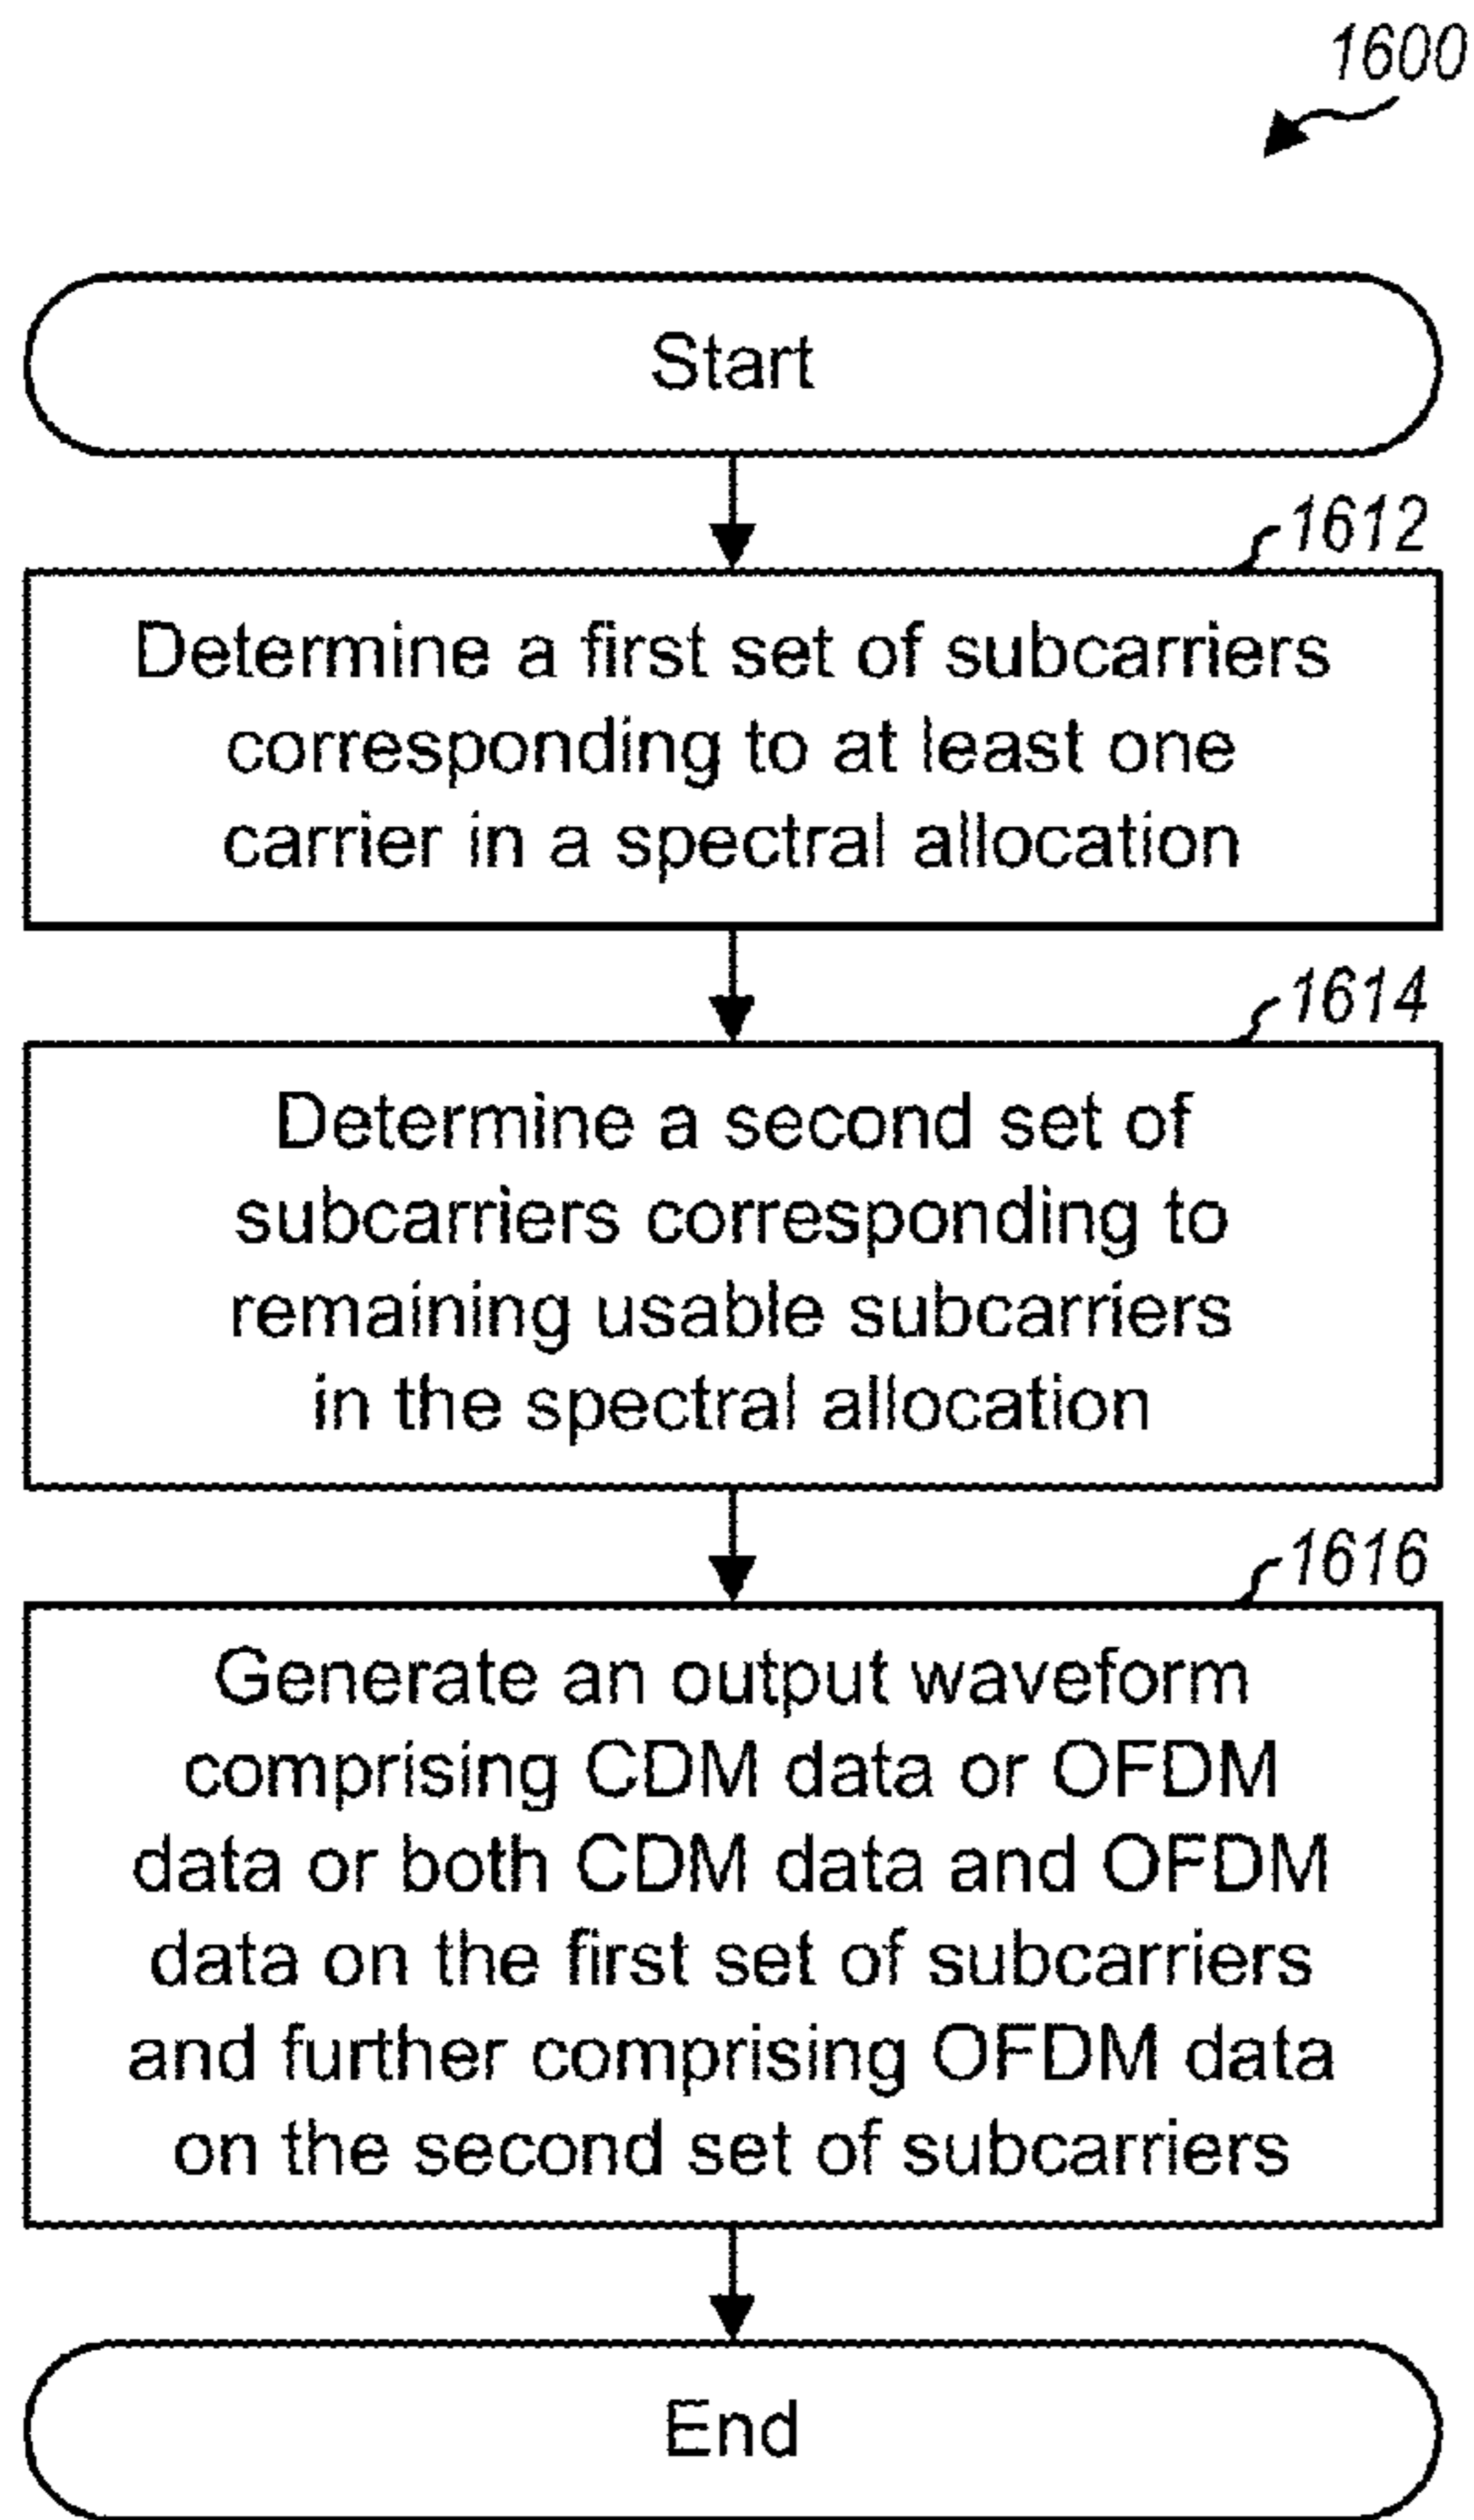 1600
Start
1612
Determine a first set of subcarriers
corresponding to at least one
carrier in a spectral allocation
1614
Determine a second set of
subcarriers corresponding to
remaining usable subcarriers
in the spectral allocation
1616
Generate an output waveform
comprising CDM data or OFDM
data or both CDM data and OFDM
data on the first set of subcarriers
and further comprising OFDM data
on the second set of subcarriers
End